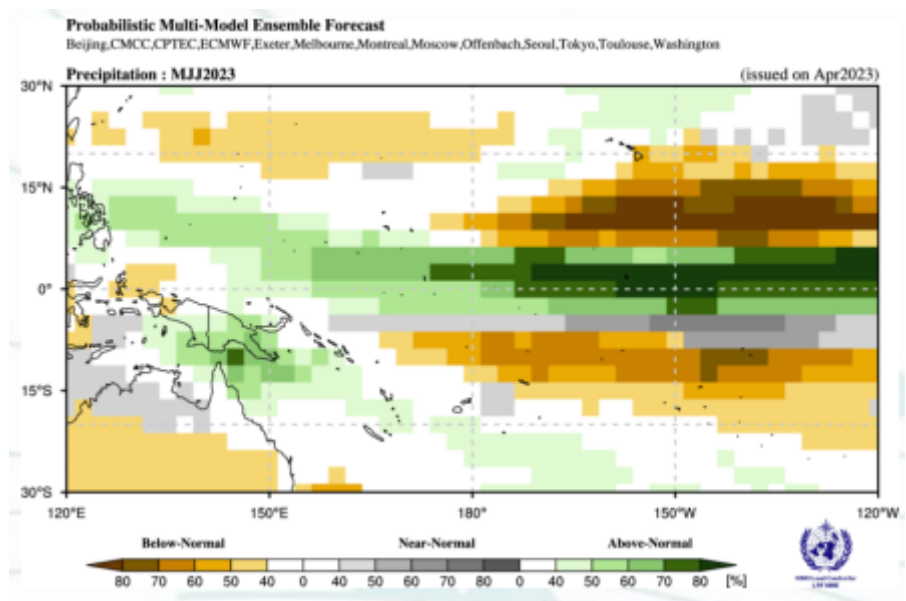 Probabilistic Multi-Model Ensemble Forecast
Beijing,CMCC,CPTEC,ECMWF,Exeter,Melbourne,Montreal,Moscow,Offenbach,Seoul,Tokyo,Toulouse,Washington
Precipitation : MJJ2023 (issued on Apr2023)
30°N
15°N
0°
15°S
30°S
120°E 150°E 180° 150°W 120°W
Below-Normal Near-Normal Above-Normal
80 70 60 50 40 0 40 50 60 70 80 0 40 50 60 70 80 [%]